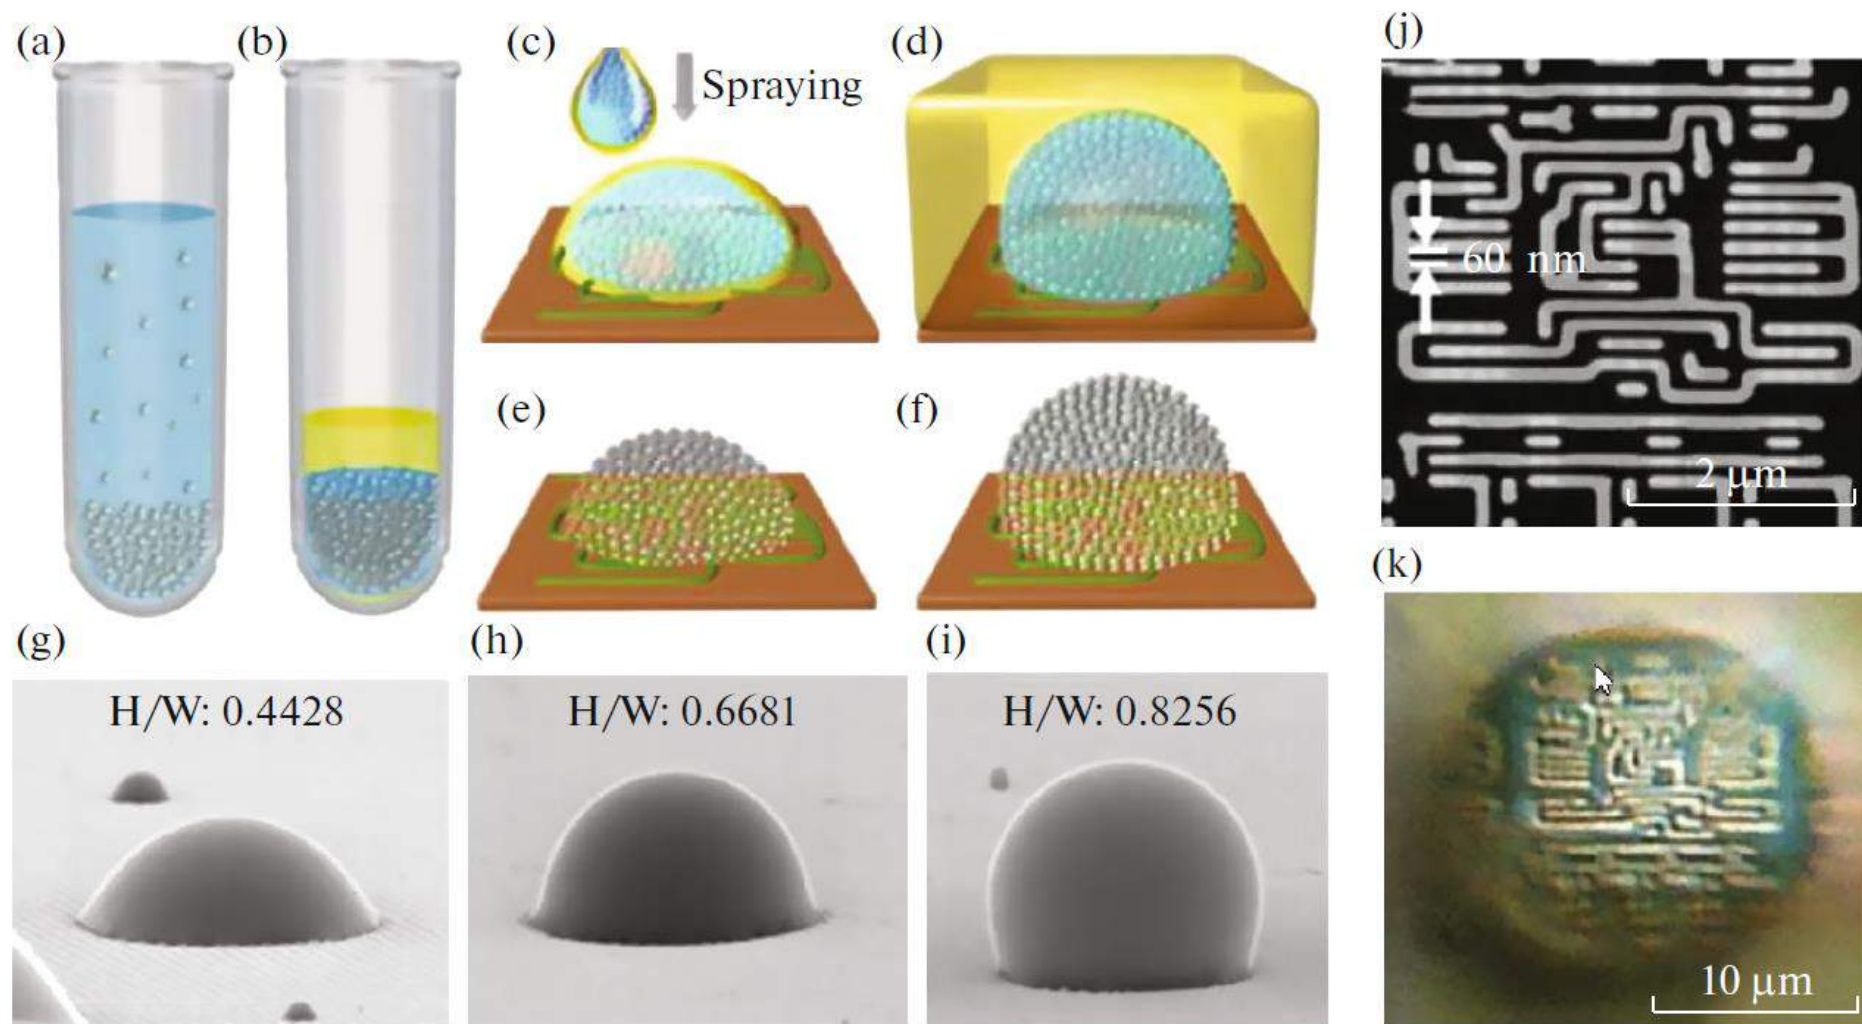 (a)
(b)
(c)
Spraying
(d)
(e)
(f)
(g)
H/W: 0.4428
(h)
H/W: 0.6681
(i)
H/W: 0.8256
(j)
60 nm
2 μm
(k)
10 μm